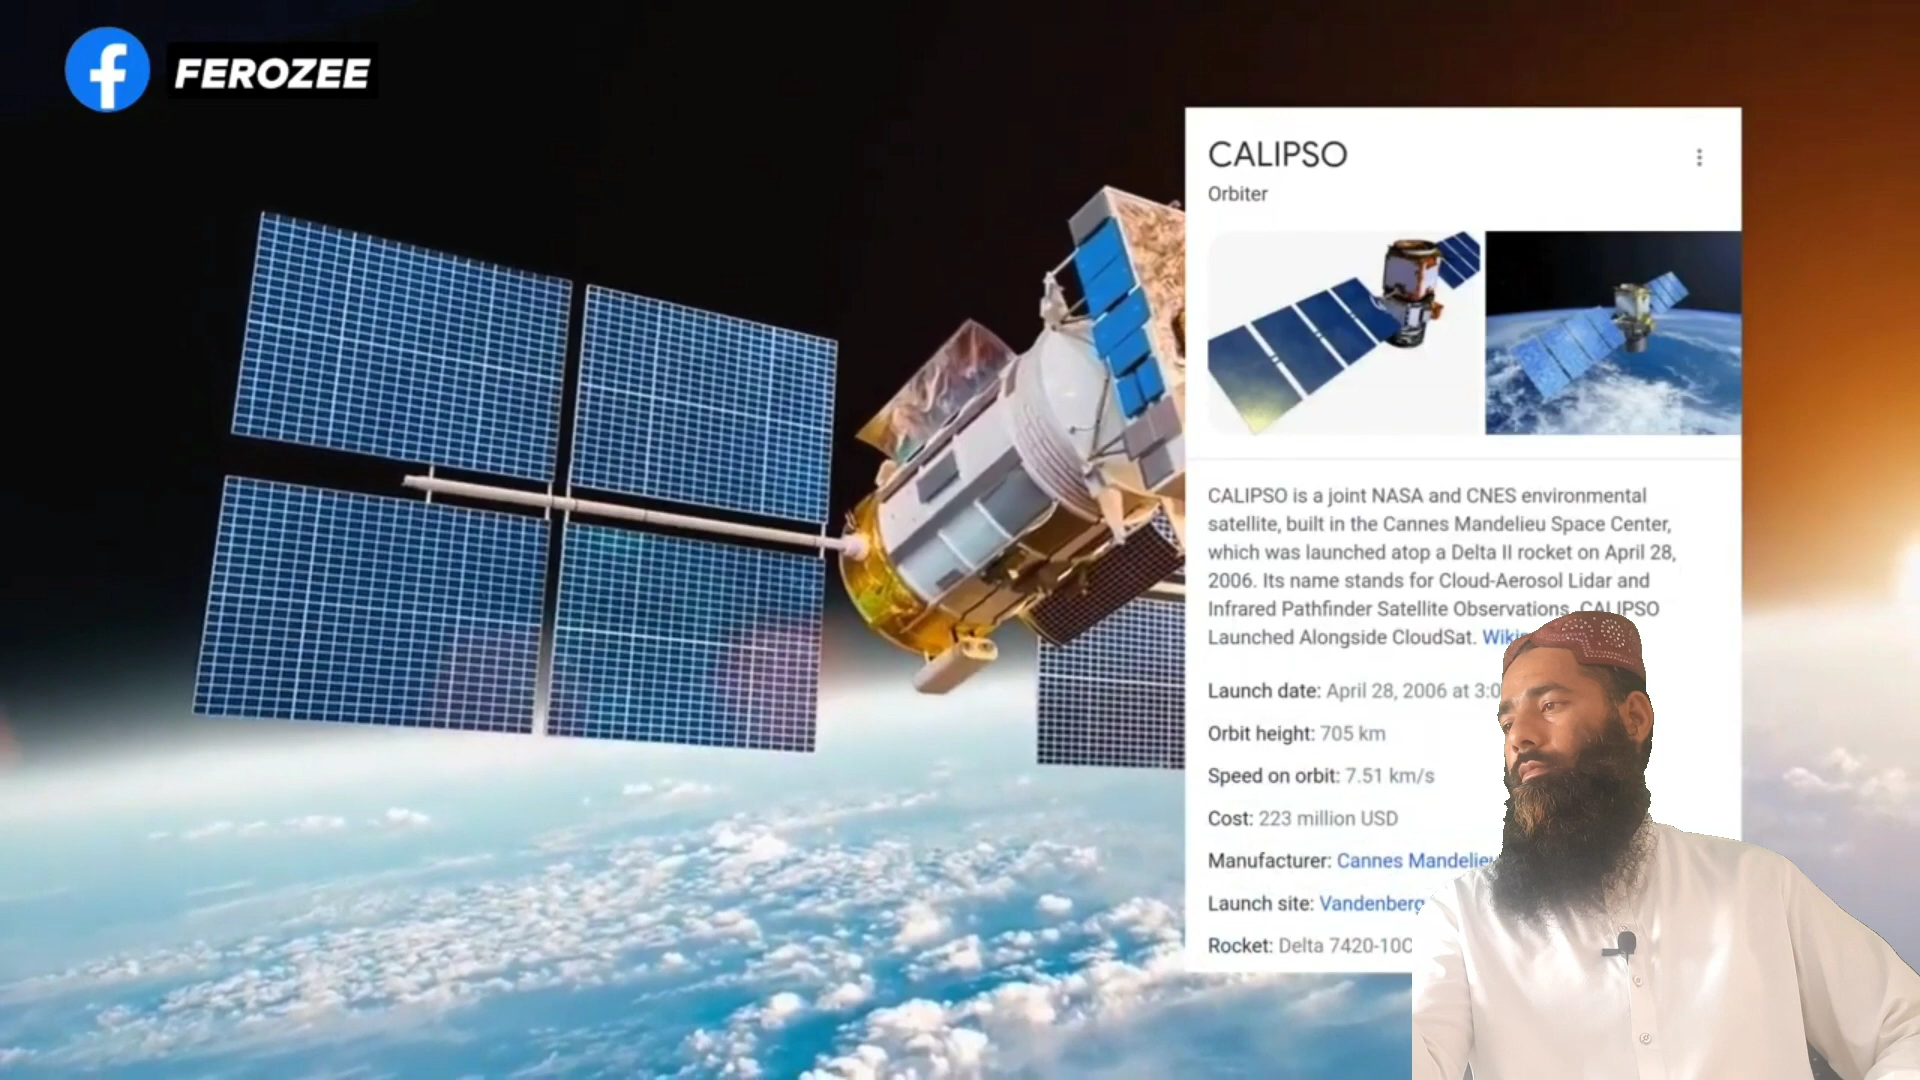 FEROZEE
CALIPSO
Orbiter
CALIPSO is a joint NASA and CNES environmental
satellite, built in the Cannes Mandelieu Space Center,
which was launched atop a Delta II rocket on April 28,
2006. Its name stands for Cloud-Aerosol Lidar and
Infrared Pathfinder Satellite Observations. CALIPSO
Launched Alongside CloudSat.
Launch date: April 28, 2006 at
Orbit height: 705 km
Speed on orbit: 7.51 km/s
Cost: 223 million USD
Manufacturer: Cannes Mandelieu
Launch site: Vandenberg
Rocket: Delta